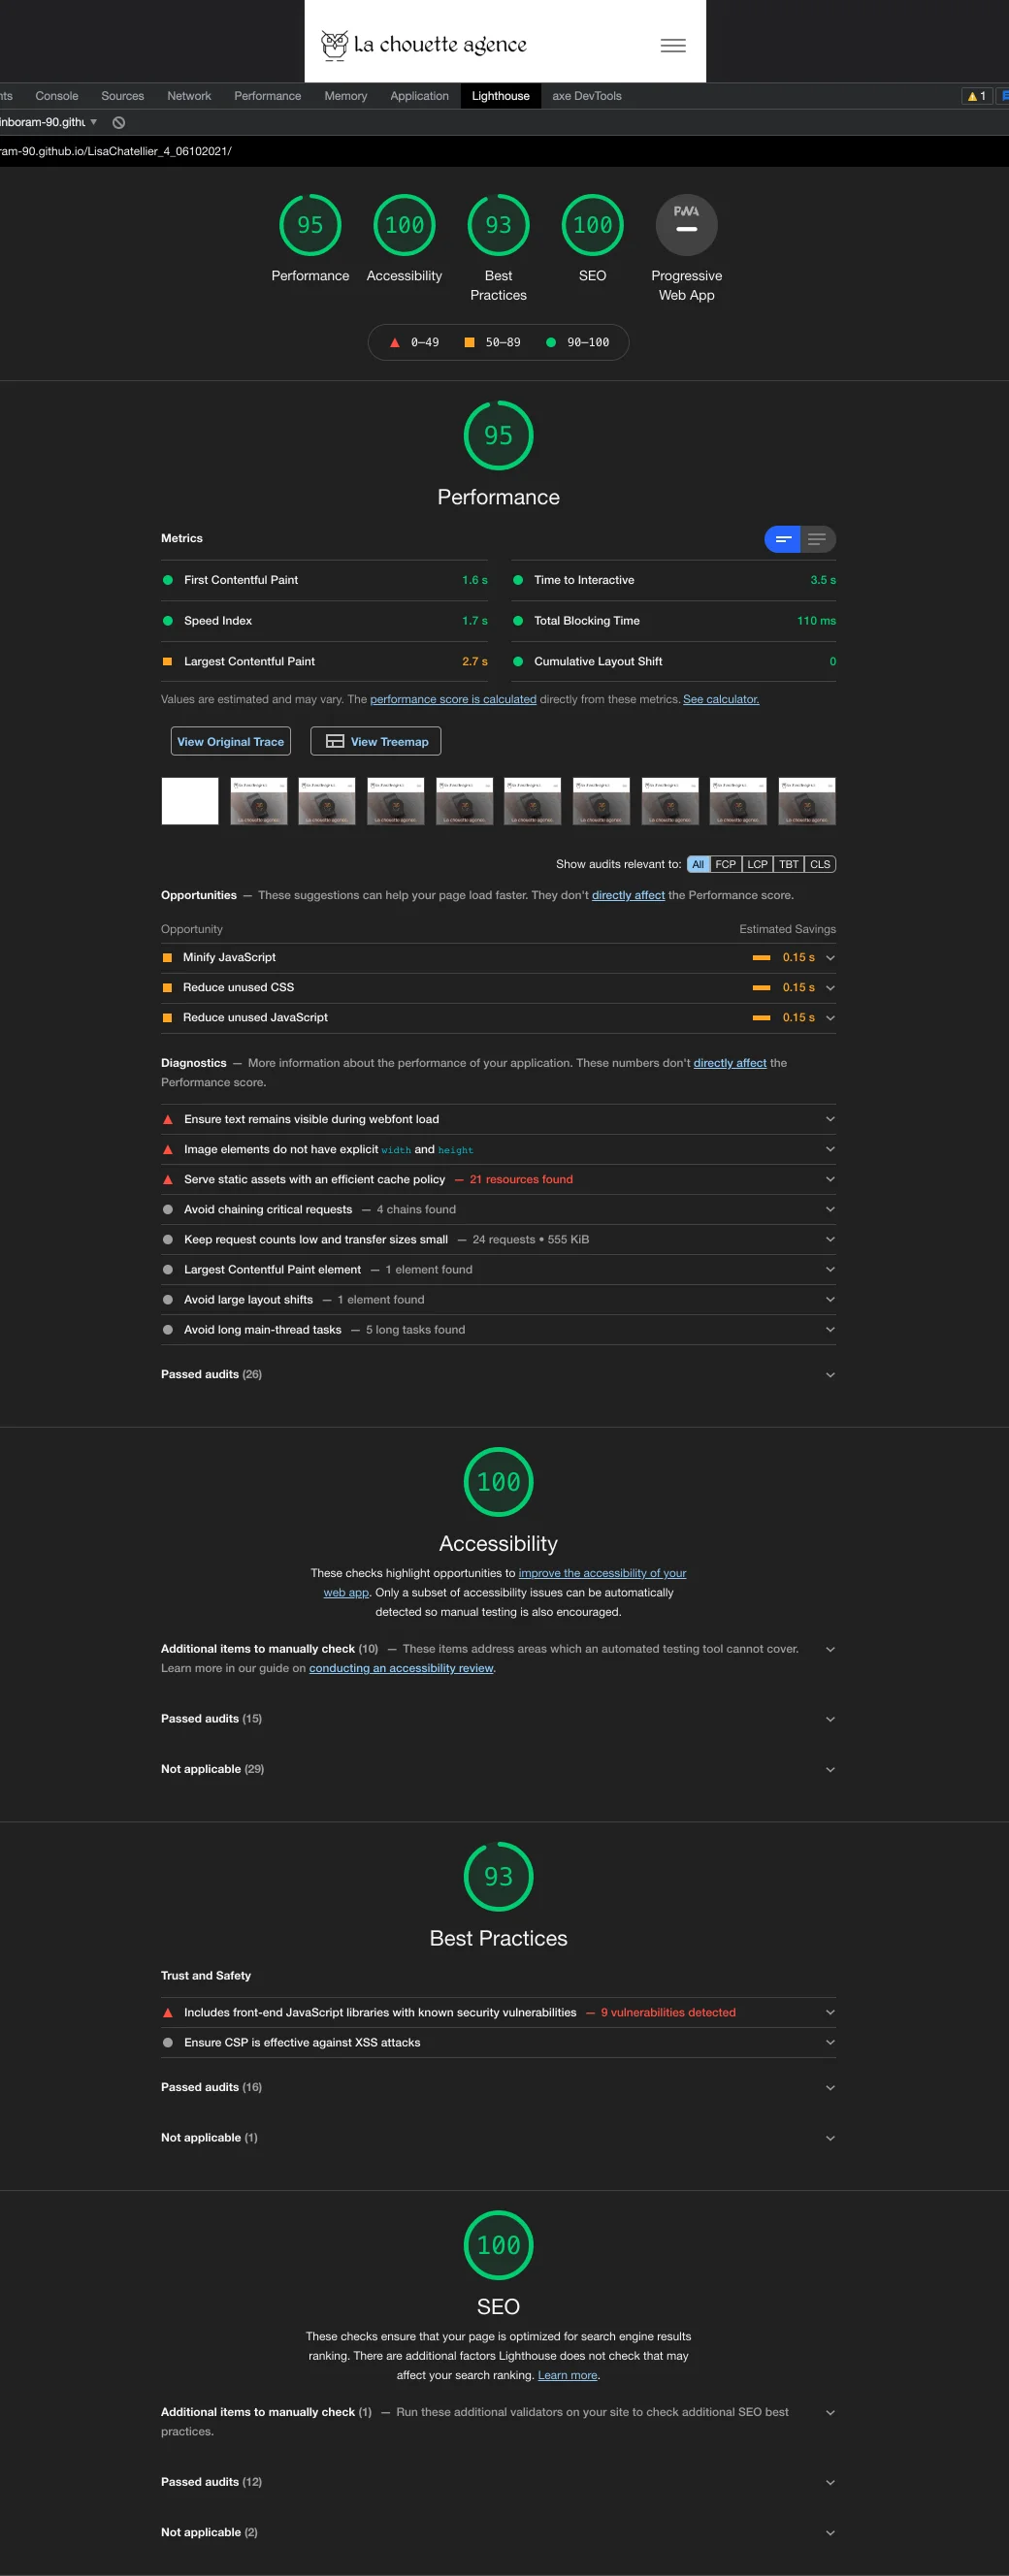 La chouette agence
nts Console Sources Network Performance Memory Application Lighthouse axe DevTools 1
inboram-90.githu
ram-90.github.io/LisaChatellier_4_06102021/
95 100 93 100 PWA
Performance Accessibility Best Practices SEO Progressive Web App
0–49 50–89 90–100
95
Performance
Metrics
First Contentful Paint 1.6 s Time to Interactive 3.5 s
Speed Index 1.7 s Total Blocking Time 110 ms
Largest Contentful Paint 2.7 s Cumulative Layout Shift 0
Values are estimated and may vary. The performance score is calculated directly from these metrics. See calculator.
View Original Trace View Treemap
Show audits relevant to: All FCP LCP TBT CLS
Opportunities — These suggestions can help your page load faster. They don't directly affect the Performance score.
Opportunity Estimated Savings
Minify JavaScript 0.15 s
Reduce unused CSS 0.15 s
Reduce unused JavaScript 0.15 s
Diagnostics — More information about the performance of your application. These numbers don't directly affect the
Performance score.
Ensure text remains visible during webfont load
Image elements do not have explicit width and height
Serve static assets with an efficient cache policy — 21 resources found
Avoid chaining critical requests — 4 chains found
Keep request counts low and transfer sizes small — 24 requests • 555 KiB
Largest Contentful Paint element — 1 element found
Avoid large layout shifts — 1 element found
Avoid long main-thread tasks — 5 long tasks found
Passed audits (26)
100
Accessibility
These checks highlight opportunities to improve the accessibility of your
web app. Only a subset of accessibility issues can be automatically
detected so manual testing is also encouraged.
Additional items to manually check (10) — These items address areas which an automated testing tool cannot cover.
Learn more in our guide on conducting an accessibility review.
Passed audits (15)
Not applicable (29)
93
Best Practices
Trust and Safety
Includes front-end JavaScript libraries with known security vulnerabilities — 9 vulnerabilities detected
Ensure CSP is effective against XSS attacks
Passed audits (16)
Not applicable (1)
100
SEO
These checks ensure that your page is optimized for search engine results
ranking. There are additional factors Lighthouse does not check that may
affect your search ranking. Learn more.
Additional items to manually check (1) — Run these additional validators on your site to check additional SEO best
practices.
Passed audits (12)
Not applicable (2)